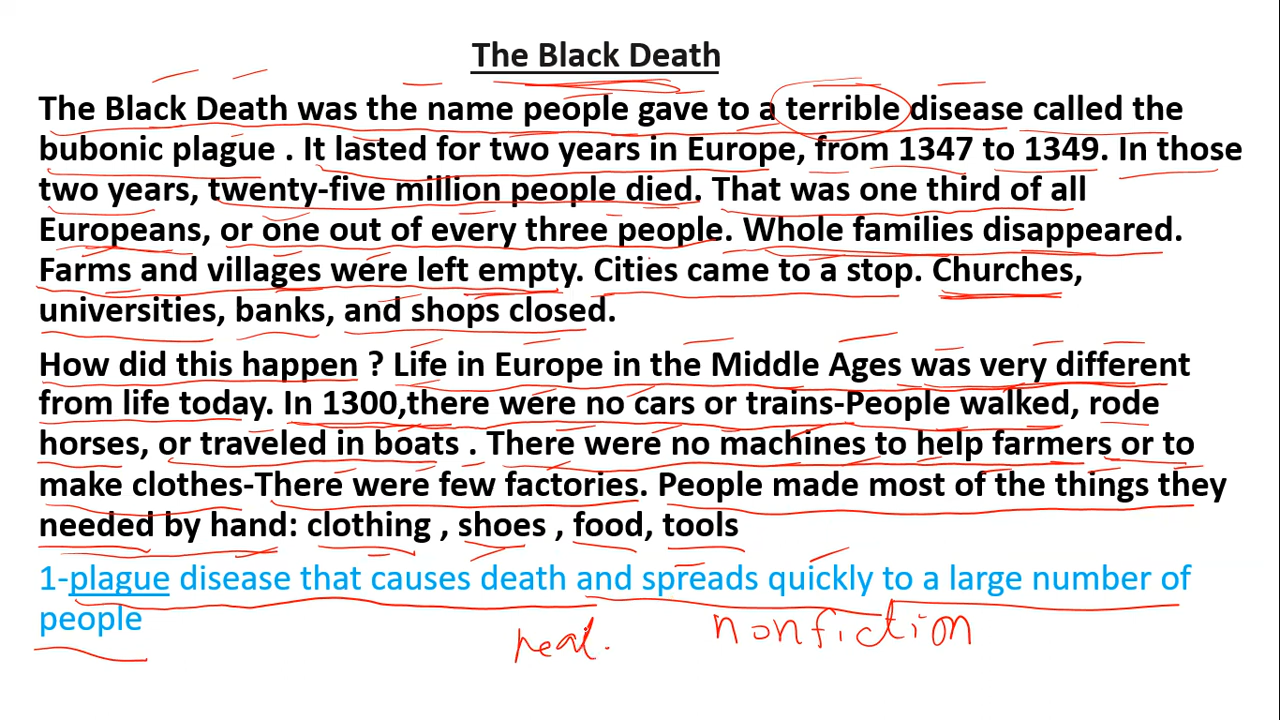 The Black Death
The Black Death was the name people gave to a terrible disease called the
bubonic plague . It lasted for two years in Europe, from 1347 to 1349. In those
two years, twenty-five million people died. That was one third of all
Europeans, or one out of every three people. Whole families disappeared.
Farms and villages were left empty. Cities came to a stop. Churches,
universities, banks, and shops closed.
How did this happen ? Life in Europe in the Middle Ages was very different
from life today. In 1300,there were no cars or trains-People walked, rode
horses, or traveled in boats . There were no machines to help farmers or to
make clothes-There were few factories. People made most of the things they
needed by hand: clothing , shoes , food, tools
1-plague disease that causes death and spreads quickly to a large number of
people
real. nonfiction